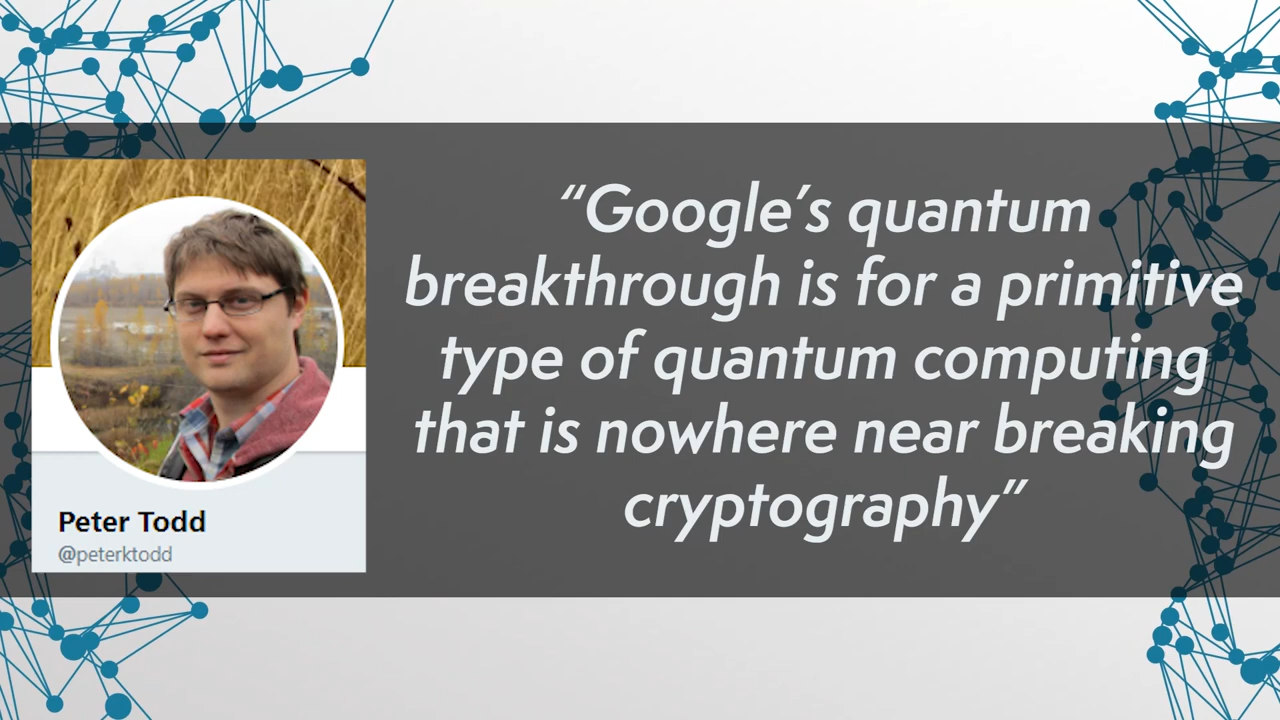 “Google’s quantum
breakthrough is for a primitive
type of quantum computing
that is nowhere near breaking
cryptography”
Peter Todd
@peterktodd